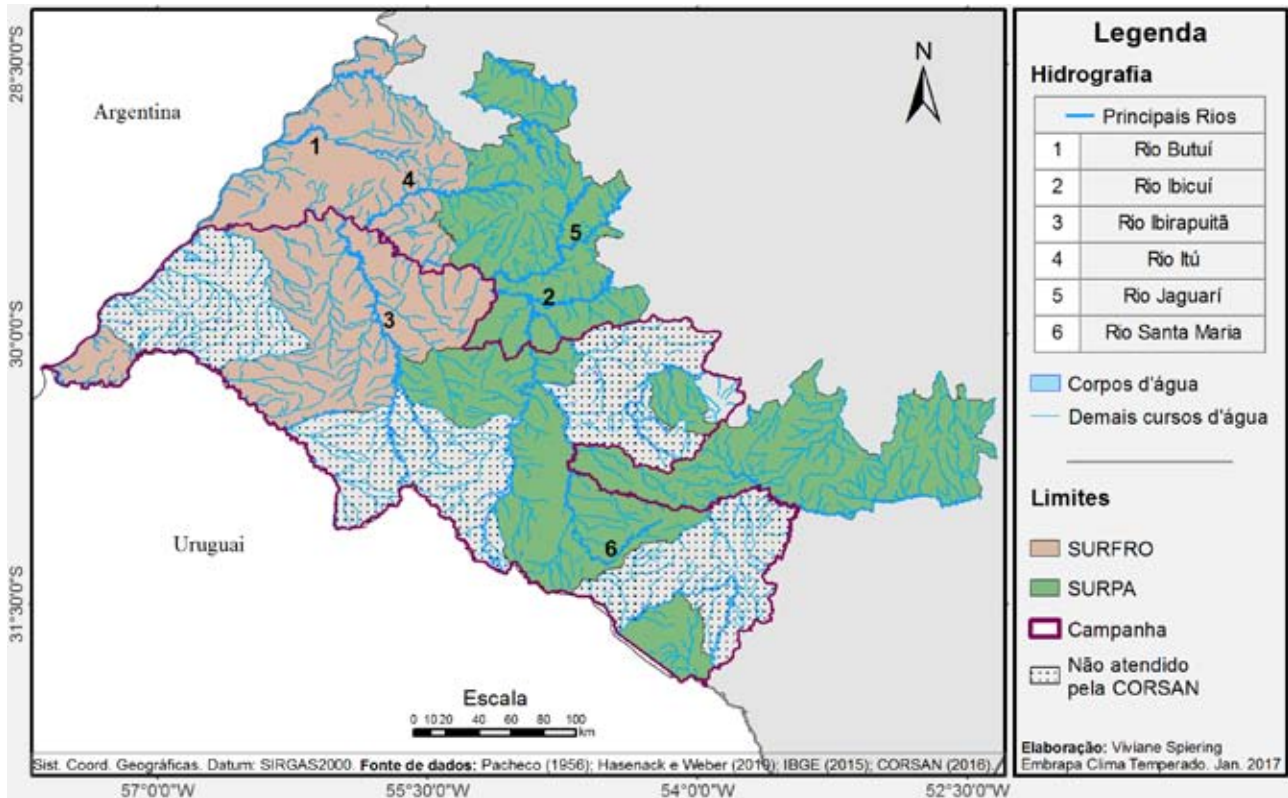 28°30'0"S
30°0'0"S
31°30'0"S
Argentina
Uruguai
N
1
4
5
2
3
6
Escala
0 10 20 40 60 80 100
km
Sist. Coord. Geográficas. Datum: SIRGAS2000. Fonte de dados: Pacheco (1956); Hasenack e Weber (2010); IBGE (2015); CORSAN (2016).
57°0'0"O
55°30'0"O
54°0'0"O
52°30'0"O
Legenda
Hidrografia
Principais Rios
1 Rio Butuí
2 Rio Ibicuí
3 Rio Ibirapuitã
4 Rio Itú
5 Rio Jaguarí
6 Rio Santa Maria
Corpos d'água
Demais cursos d'água
Limites
SURFRO
SURPA
Campanha
Não atendido
pela CORSAN
Elaboração: Viviane Spiering
Embrapa Clima Temperado. Jan. 2017